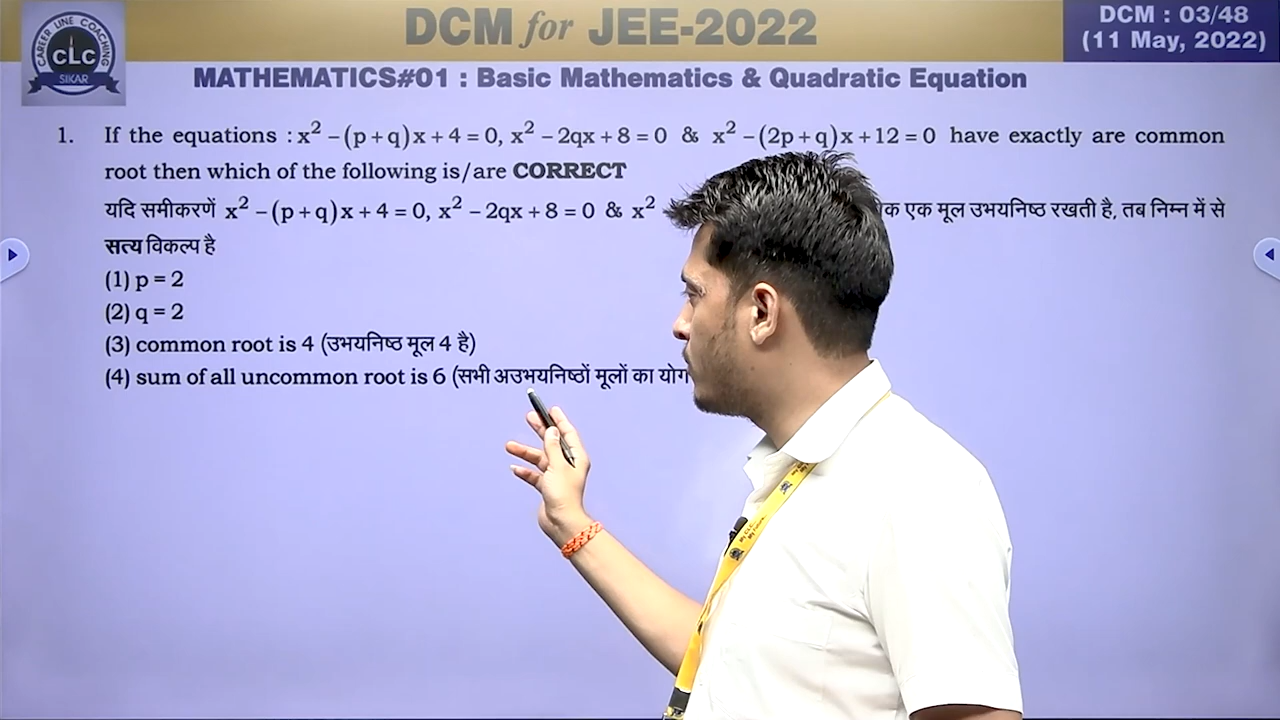 CAREER LINE COACHING
CLC
SIKAR
DCM for JEE-2022
DCM : 03/48
(11 May, 2022)
MATHEMATICS#01 : Basic Mathematics & Quadratic Equation
1. If the equations : x² – (p + q)x + 4 = 0, x² – 2qx + 8 = 0 & x² – (2p + q)x + 12 = 0 have exactly are common
root then which of the following is/are CORRECT
यदि समीकरणें x² – (p + q)x + 4 = 0, x² – 2qx + 8 = 0 & x² एक मूल उभयनिष्ठ रखती है, तब निम्न में से
सत्य विकल्प है
(1) p = 2
(2) q = 2
(3) common root is 4 (उभयनिष्ठ मूल 4 है)
(4) sum of all uncommon root is 6 (सभी अउभयनिष्ठों मूलों का योग